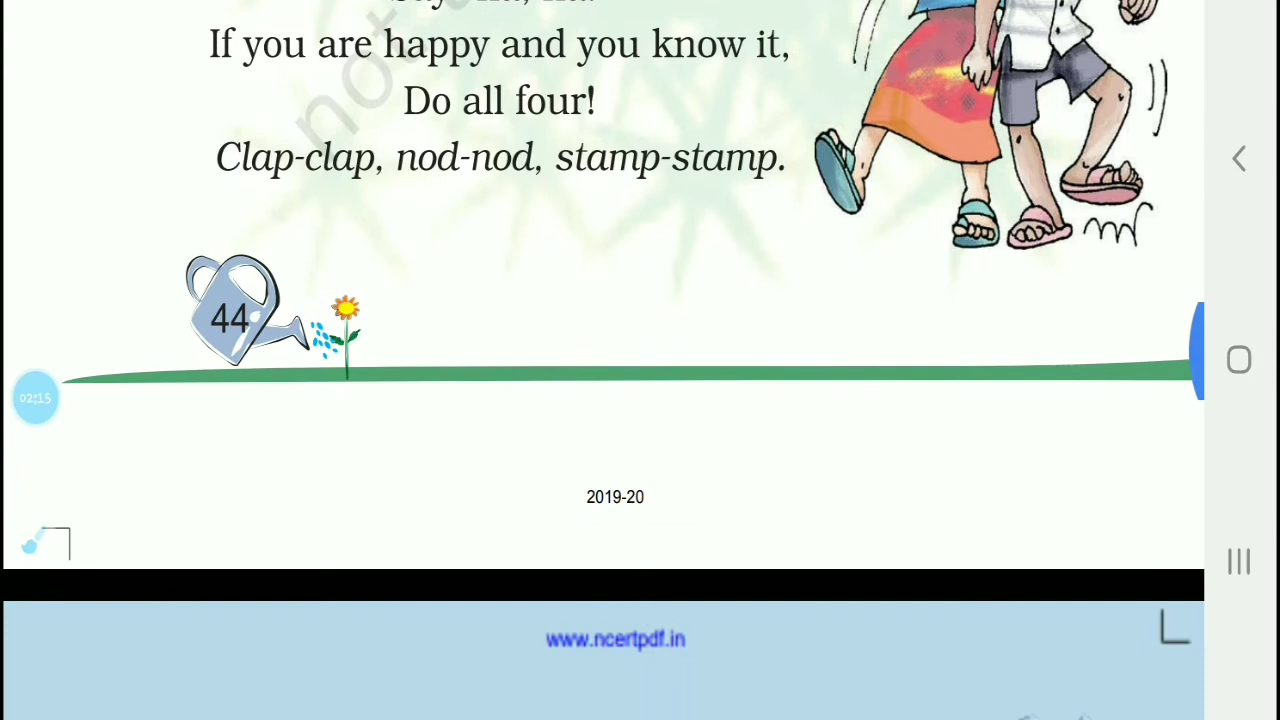 If you are happy and you know it,
Do all four!
Clap-clap, nod-nod, stamp-stamp.
44
02:15
2019-20
www.ncertpdf.in